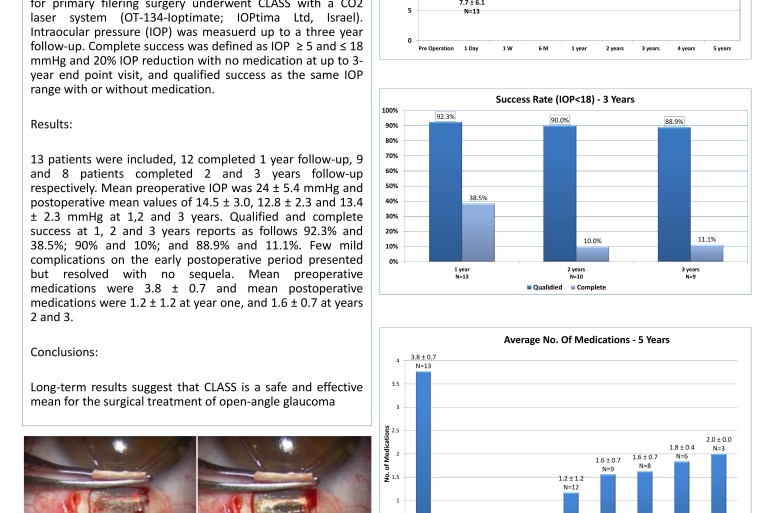 for primary filering surgery underwent CLASS with a CO2
laser system (OT-134-Ioptimate; IOPtima Ltd, Israel).
Intraocular pressure (IOP) was measuerd up to a three year
follow-up. Complete success was defined as IOP ≥ 5 and ≤ 18
mmHg and 20% IOP reduction with no medication at up to 3-
year end point visit, and qualified success as the same IOP
range with or without medication.
Results:
13 patients were included, 12 completed 1 year follow-up, 9
and 8 patients completed 2 and 3 years follow-up
respectively. Mean preoperative IOP was 24 ± 5.4 mmHg and
postoperative mean values of 14.5 ± 3.0, 12.8 ± 2.3 and 13.4
± 2.3 mmHg at 1,2 and 3 years. Qualified and complete
success at 1, 2 and 3 years reports as follows 92.3% and
38.5%; 90% and 10%; and 88.9% and 11.1%. Few mild
complications on the early postoperative period presented
but resolved with no sequela. Mean preoperative
medications were 3.8 ± 0.7 and mean postoperative
medications were 1.2 ± 1.2 at year one, and 1.6 ± 0.7 at years
2 and 3.
Conclusions:
Long-term results suggest that CLASS is a safe and effective
mean for the surgical treatment of open-angle glaucoma
7.7 ± 6.1
N=13
5
0
Pre Operation 1 Day 1 W 6 M 1 year 2 years 3 years 4 years 5 years
Success Rate (IOP<18) - 3 Years
100%
90%
80%
70%
60%
50%
40%
30%
20%
10%
0%
92.3%
38.5%
90.0%
10.0%
88.9%
11.1%
1 year 2 years 3 years
N=13 N=10 N=9
Qualidied Complete
Average No. Of Medications - 5 Years
No. of Medications
4
3.5
3
2.5
2
1.5
1
3.8 ± 0.7
N=13
1.2 ± 1.2
N=12
1.6 ± 0.7
N=9
1.6 ± 0.7
N=8
1.8 ± 0.4
N=6
2.0 ± 0.0
N=3